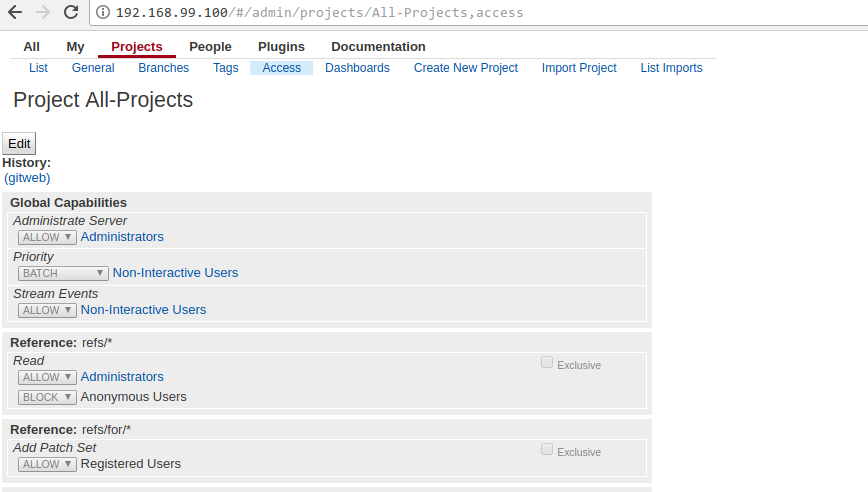 192.168.99.100/#/admin/projects/All-Projects,access
All My Projects People Plugins Documentation
List General Branches Tags Access Dashboards Create New Project Import Project List Imports
Project All-Projects
Edit
History:
(gitweb)
Global Capabilities
Administrate Server
ALLOW Administrators
Priority
BATCH Non-Interactive Users
Stream Events
ALLOW Non-Interactive Users
Reference: refs/*
Read
Exclusive
ALLOW Administrators
BLOCK Anonymous Users
Reference: refs/for/*
Add Patch Set
Exclusive
ALLOW Registered Users